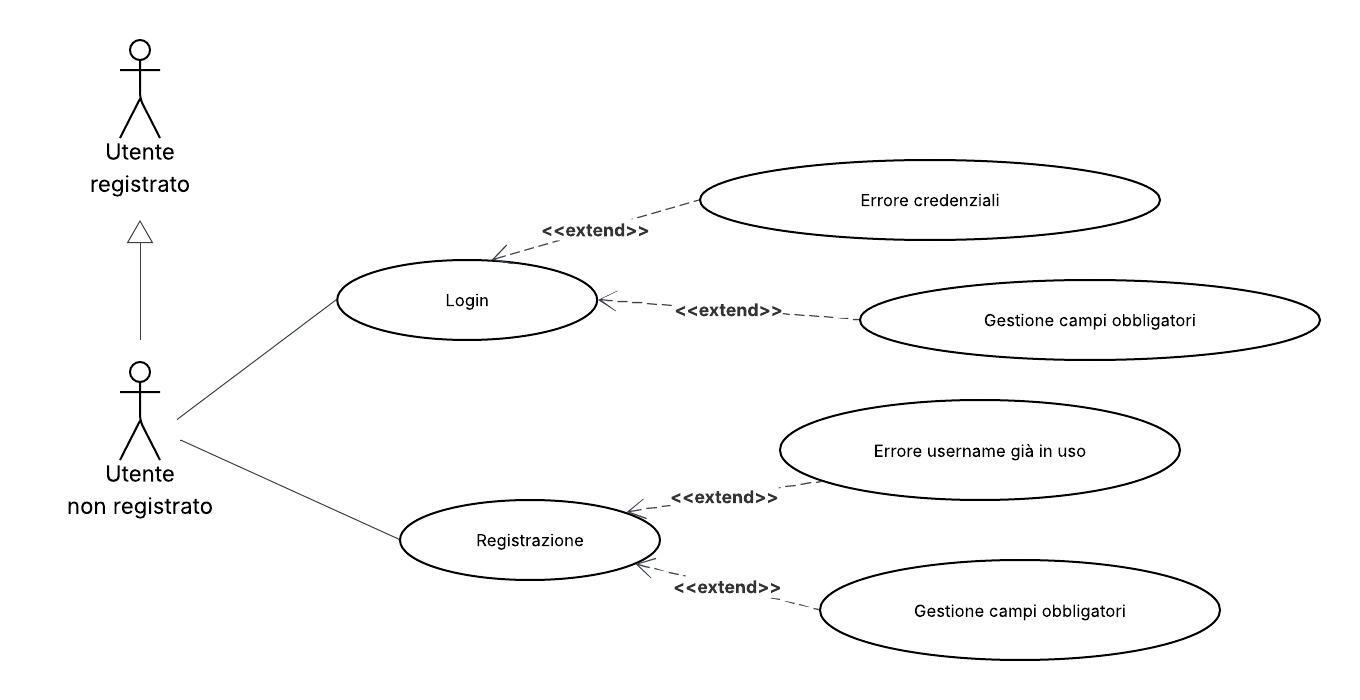 Utente
registrato
Errore credenziali
<<extend>>
Login
<<extend>>
Gestione campi obbligatori
Utente
non registrato
Errore username già in uso
<<extend>>
Registrazione
<<extend>>
Gestione campi obbligatori